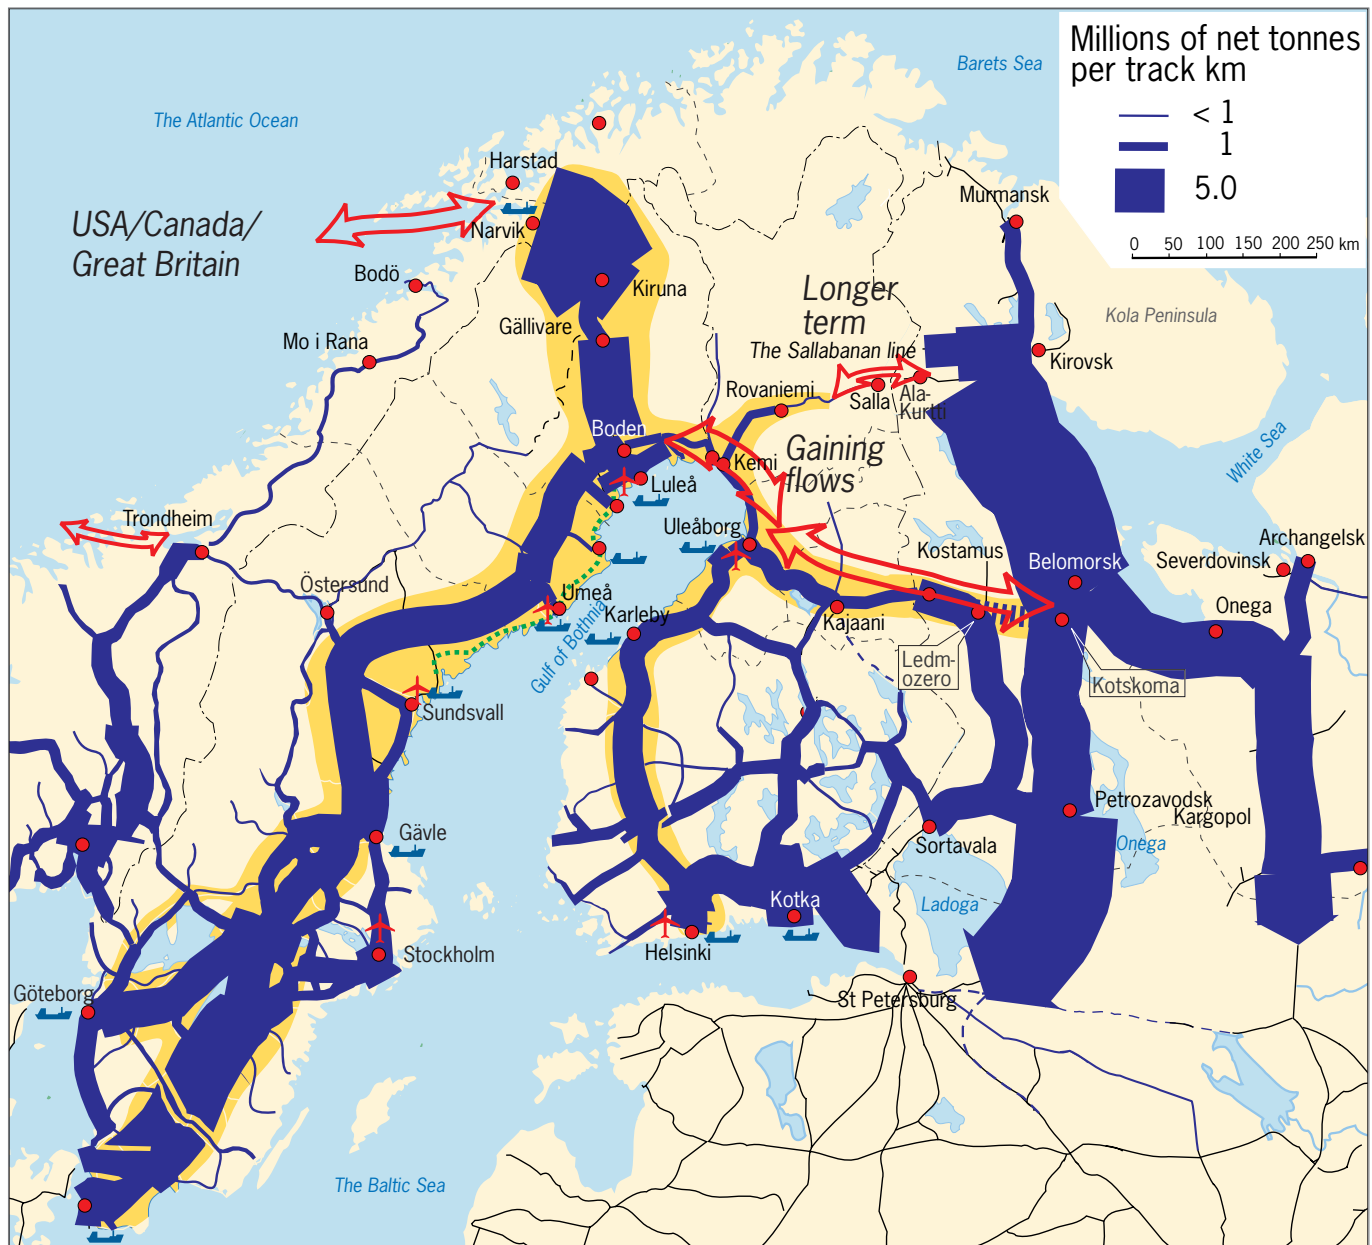 Millions of net tonnes
per track km
< 1
1
5.0
0 50 100 150 200 250 km
Barets Sea
The Atlantic Ocean
Harstad
Murmansk
USA/Canada/
Great Britain
Narvik
Bodö
Kiruna
Longer
term
Kola Peninsula
Gällivare
Mo i Rana
The Sallabanan line
Kirovsk
Rovaniemi
Salla
Ala-
Kurtti
Boden
Gaining
flows
Kemi
White Sea
Luleå
Trondheim
Uleåborg
Archangelsk
Kostamus
Severdovinsk
Belomorsk
Östersund
Umeå
Karleby
Onega
Kajaani
Gulf of Bothnia
Ledm-
ozero
Kotskoma
Sundsvall
Petrozavodsk
Kargopol
Gävle
Sortavala
Onega
Kotka
Ladoga
Stockholm
Helsinki
Göteborg
St Petersburg
The Baltic Sea